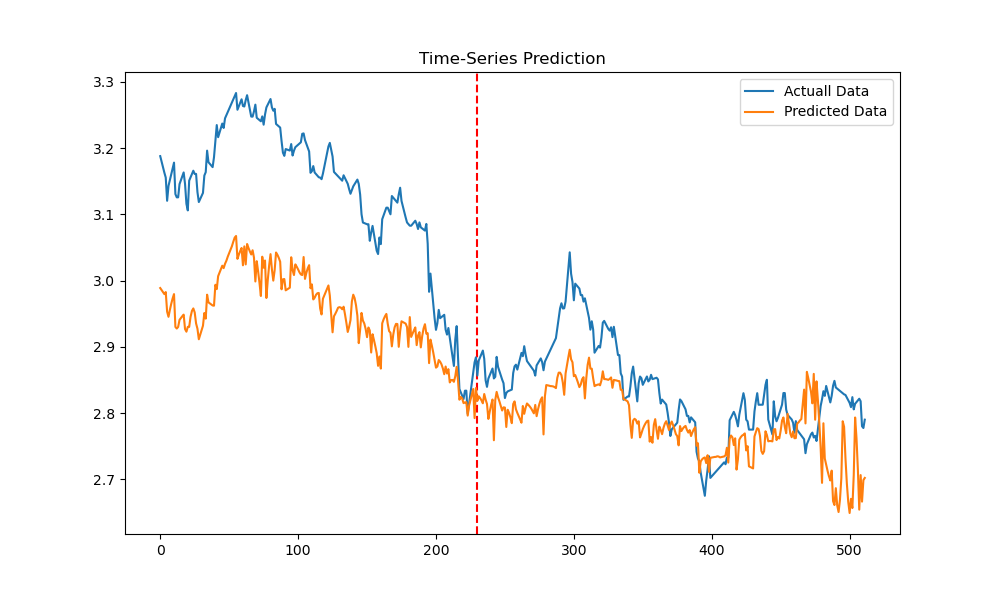 Time-Series Prediction
Actuall Data
Predicted Data
3.3
3.2
3.1
3.0
2.9
2.8
2.7
0 100 200 300 400 500